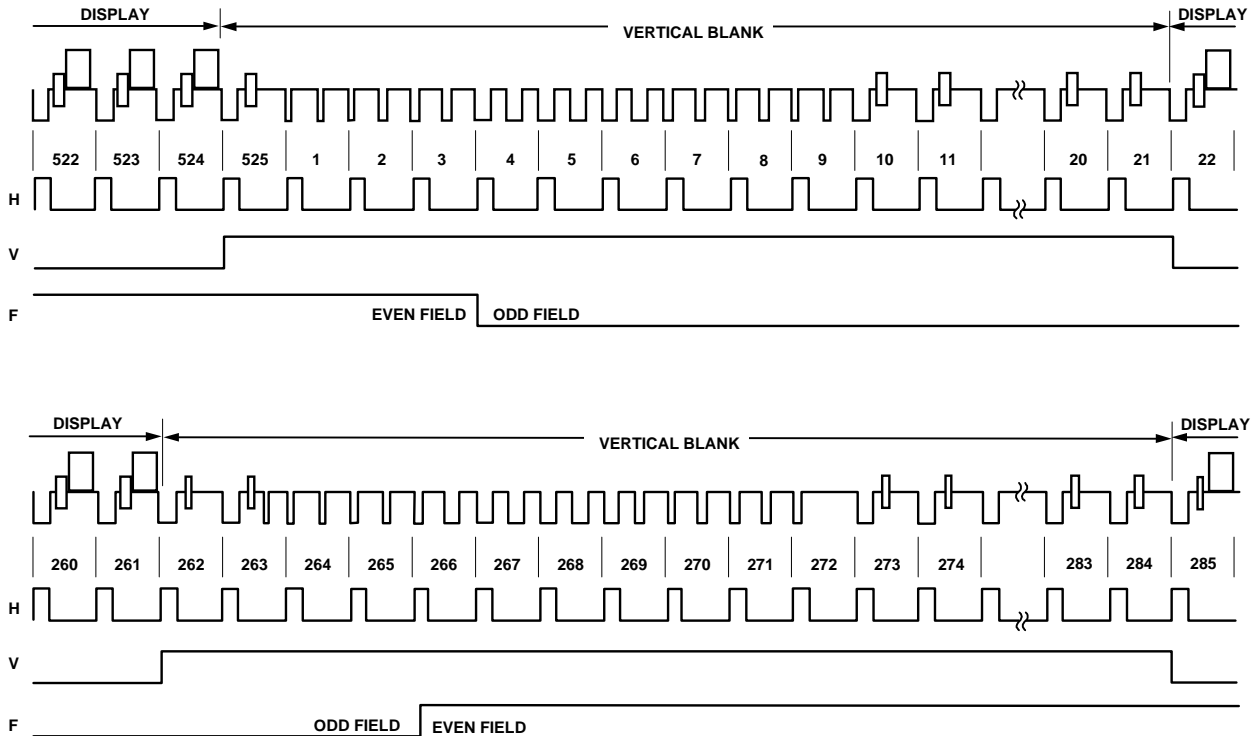 DISPLAY VERTICAL BLANK DISPLAY
522 523 524 525 1 2 3 4 5 6 7 8 9 10 11 20 21 22
H
V
F EVEN FIELD ODD FIELD
DISPLAY VERTICAL BLANK DISPLAY
260 261 262 263 264 265 266 267 268 269 270 271 272 273 274 283 284 285
H
V
F ODD FIELD EVEN FIELD